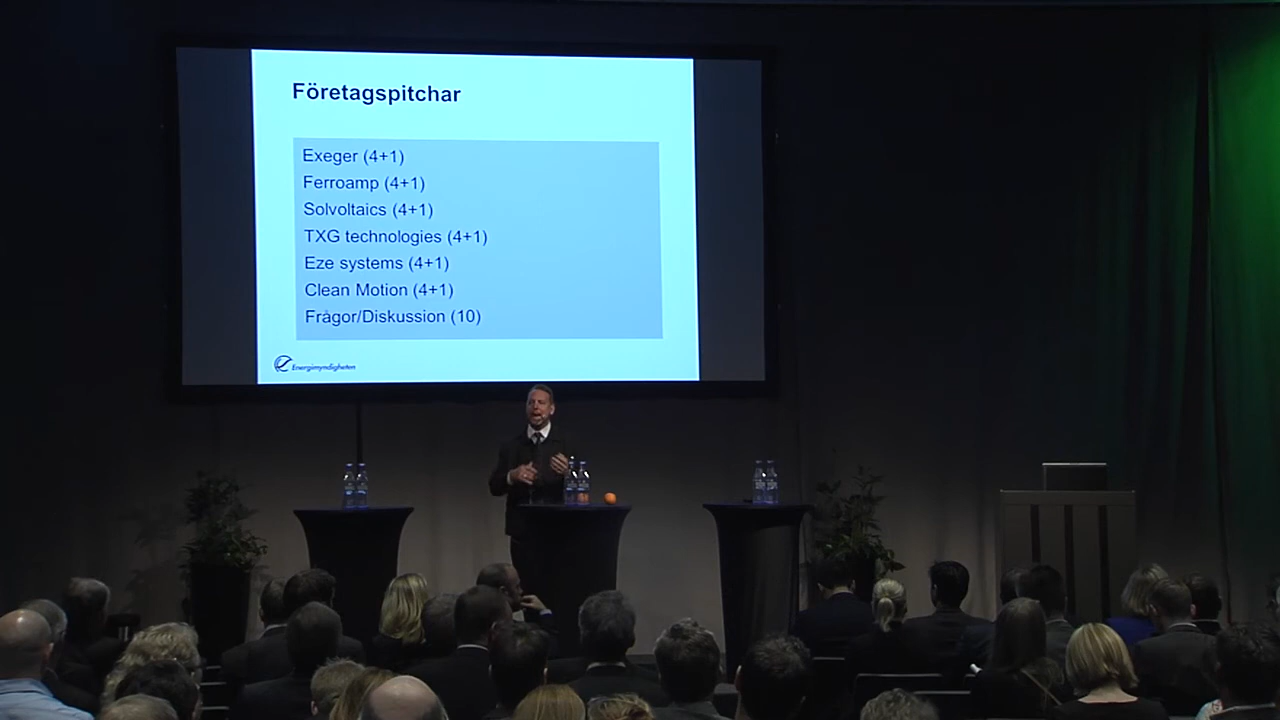 Företagspitchar
Exeger (4+1)
Ferroamp (4+1)
Solvoltaics (4+1)
TXG technologies (4+1)
Eze systems (4+1)
Clean Motion (4+1)
Frågor/Diskussion (10)
Energimyndigheten